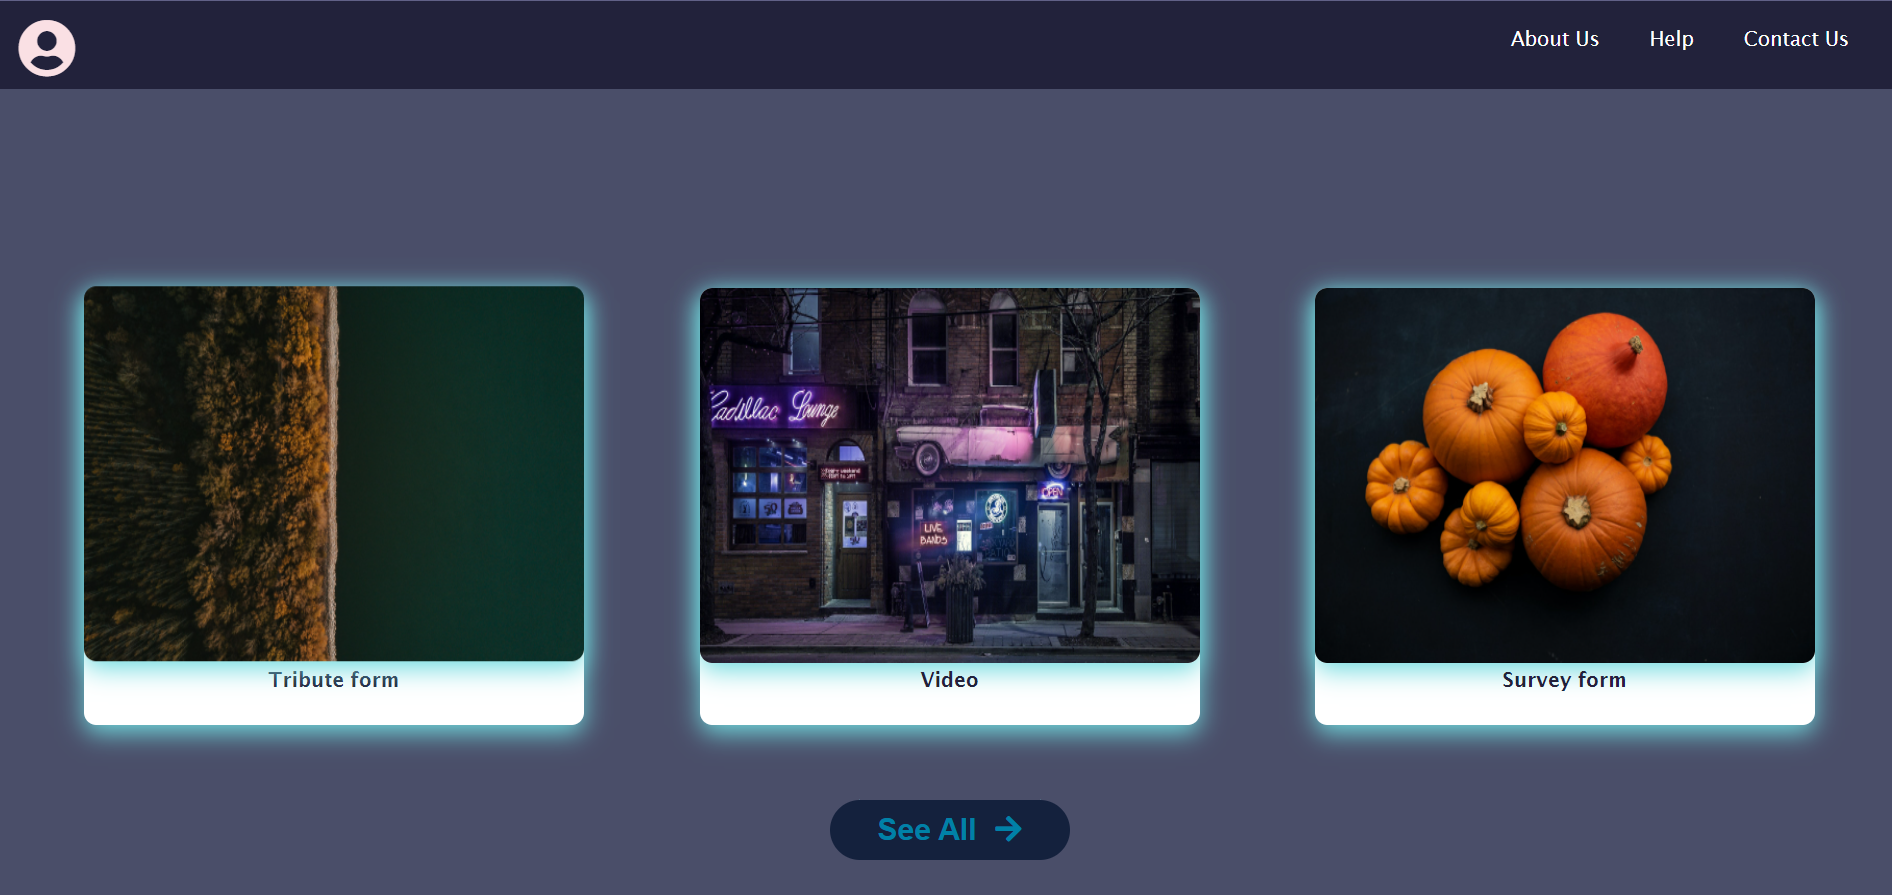 About Us Help Contact Us
Cadillac Lounge
OPEN
LIVE
BANDS
Tribute form
Video
Survey form
See All